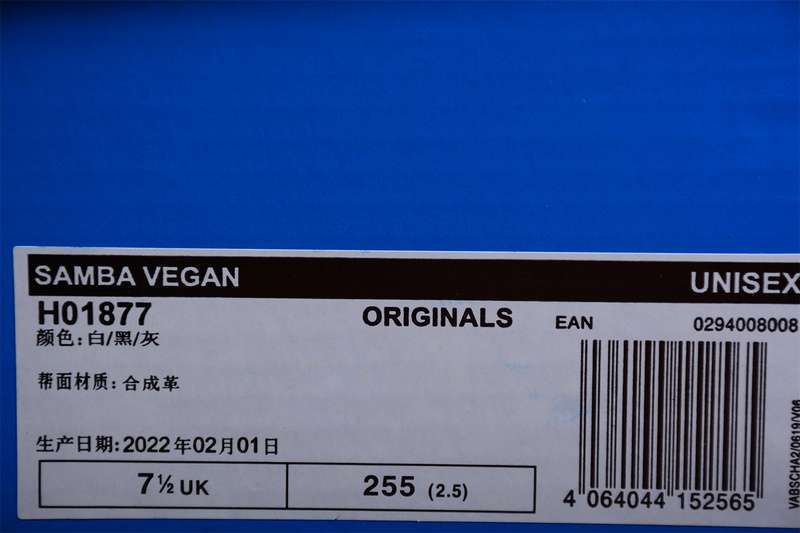 SAMBA VEGAN UNISEX
H01877 ORIGINALS EAN 0294008008
颜色:白/黑/灰
帮面材质:合成革
生产日期:2022年02月01日
7½ UK 255 (2.5)
4 064044 152565
VABSCHA2/0619/V06